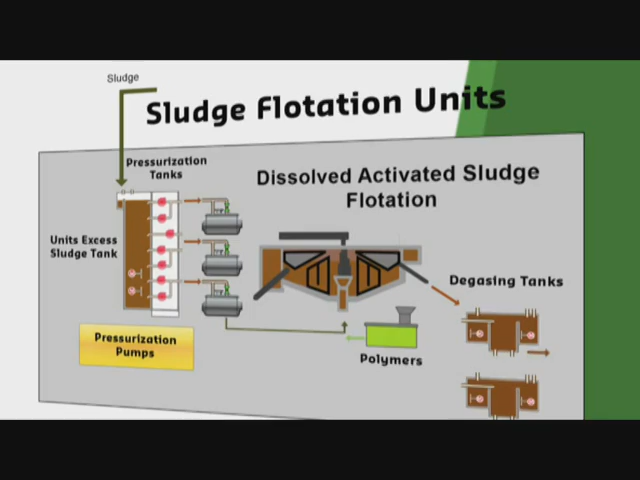 Sludge
Sludge Flotation Units
Pressurization
Tanks
Dissolved Activated Sludge
Flotation
Units Excess
Sludge Tank
Degasing Tanks
Pressurization
Pumps
Polymers